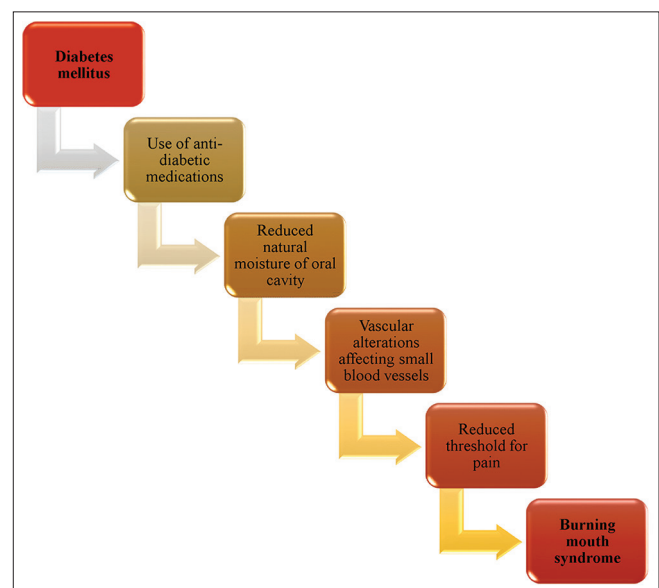 Diabetes
mellitus
Use of anti-
diabetic
medications
Reduced
natural
moisture of oral
cavity
Vascular
alterations
affecting small
blood vessels
Reduced
threshold for
pain
Burning
mouth
syndrome